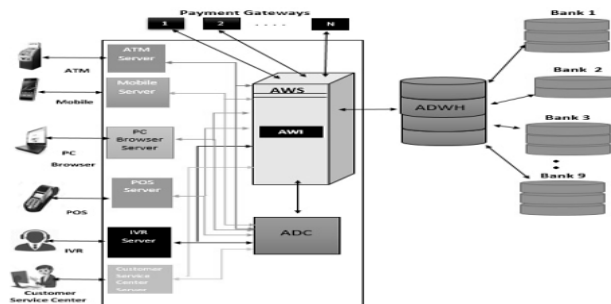 Payment Gateways
1
2
N
ATM
Mobile
PC
Browser
POS
IVR
Customer
Service Center
ATM
Server
Mobile
Server
PC
Browser
Server
POS
Server
IVR
Server
Customer
Service
Center
Server
AWS
AWI
ADC
ADWH
Bank 1
Bank 2
Bank 3
Bank 9